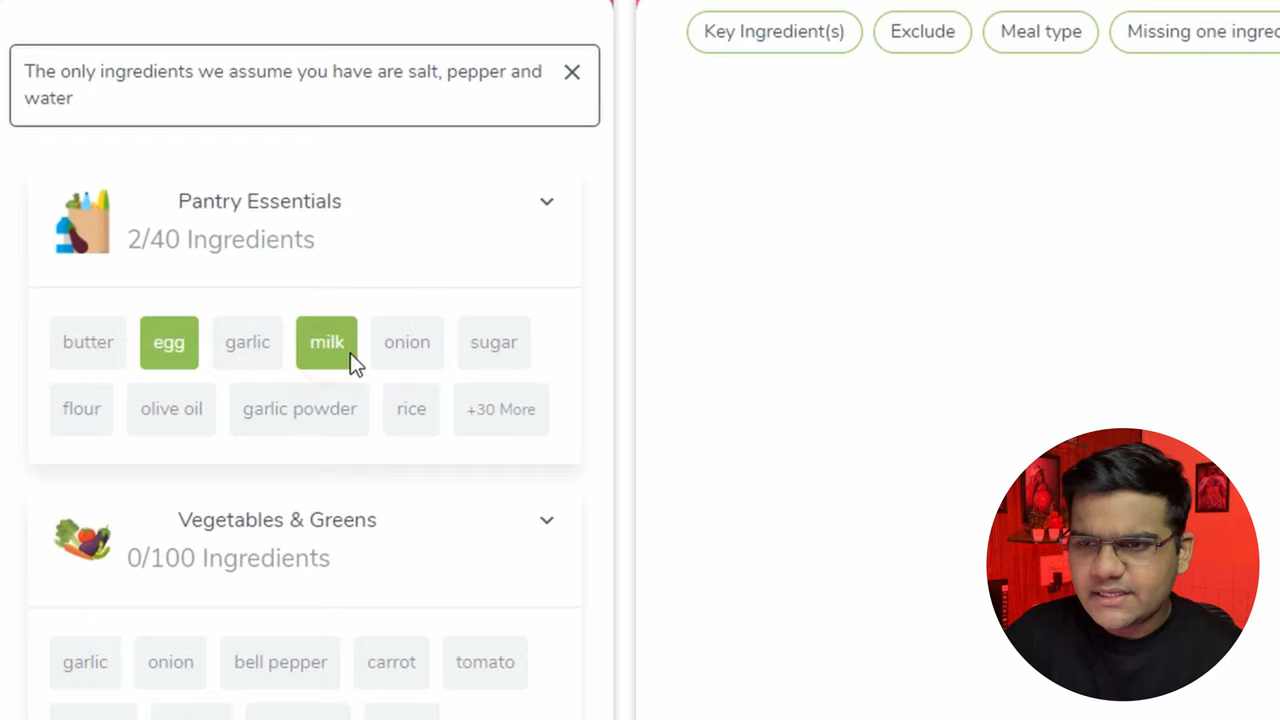 Key Ingredient(s) Exclude Meal type Missing one ingre
The only ingredients we assume you have are salt, pepper and
water
Pantry Essentials
2/40 Ingredients
butter egg garlic milk onion sugar
flour olive oil garlic powder rice +30 More
Vegetables & Greens
0/100 Ingredients
garlic onion bell pepper carrot tomato